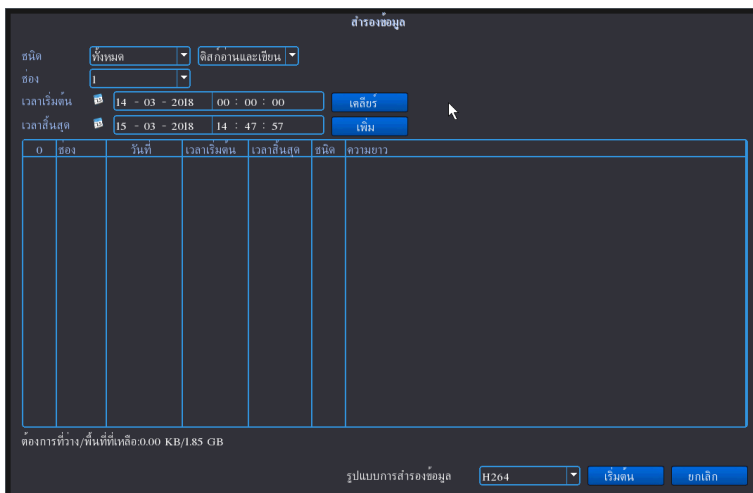 สำรองข้อมูล
ชนิด ทั้งหมด ดิสก์อ่านและเขียน
ช่อง 1
เวลาเริ่มต้น 14 - 03 - 2018 00 : 00 : 00 เคลียร์
เวลาสิ้นสุด 15 - 03 - 2018 14 : 47 : 57 เพิ่ม
0 ช่อง วันที่ เวลาเริ่มต้น เวลาสิ้นสุด ชนิด ความยาว
ต้องการที่ว่าง/พื้นที่ที่เหลือ:0.00 KB/1.85 GB
รูปแบบการสำรองข้อมูล H264 เริ่มต้น ยกเลิก